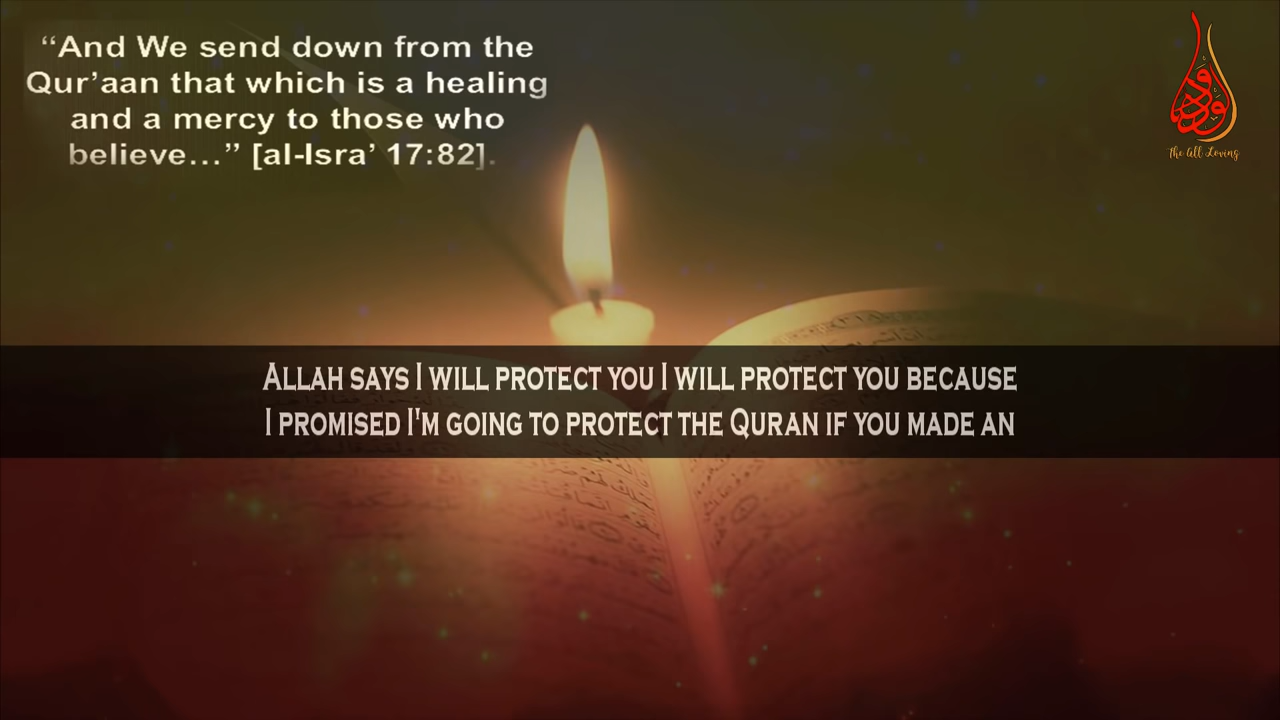 “And We send down from the
Qur’aan that which is a healing
and a mercy to those who
believe...” [al-Isra’ 17:82].
The All Loving
ALLAH SAYS I WILL PROTECT YOU I WILL PROTECT YOU BECAUSE
I PROMISED I'M GOING TO PROTECT THE QURAN IF YOU MADE AN